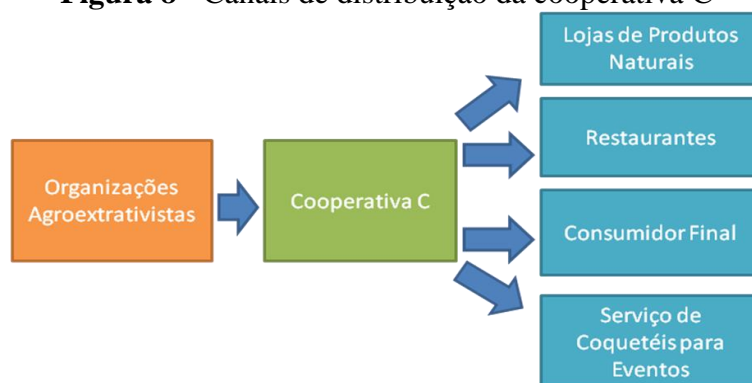 Figura 6 - Canais de distribuição da cooperativa C
Lojas de Produtos
Naturais
Restaurantes
Organizações
Agroextrativistas
Cooperativa C
Consumidor Final
Serviço de
Coquetéis para
Eventos